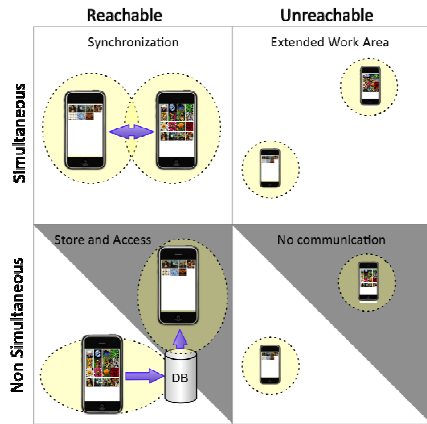 Reachable
Unreachable
Simultaneous
Synchronization
Extended Work Area
Non Simultaneous
Store and Access
No communication
DB